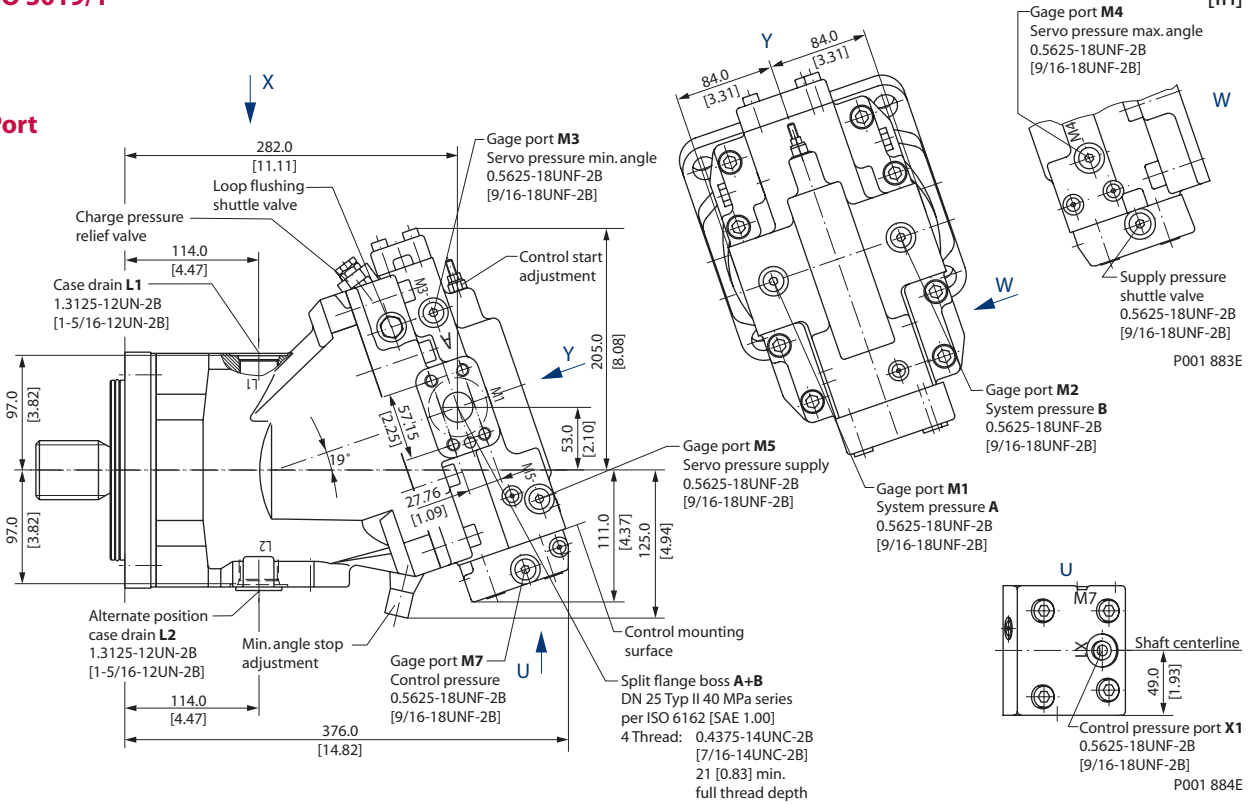 X
Port
282.0
[11.11]
Loop flushing
shuttle valve
Charge pressure
relief valve
114.0
[4.47]
Case drain L1
1.3125-12UN-2B
[1-5/16-12UN-2B]
97.0
[3.82]
97.0
[3.82]
L1
L2
19°
Alternate position
case drain L2
1.3125-12UN-2B
[1-5/16-12UN-2B]
114.0
[4.47]
376.0
[14.82]
Min. angle stop
adjustment
Gage port M3
Servo pressure min. angle
0.5625-18UNF-2B
[9/16-18UNF-2B]
Control start
adjustment
M3
A
M1
M5
57.15
[2.25]
27.76
[1.09]
Y
205.0
[8.08]
53.0
[2.10]
111.0
[4.37]
125.0
[4.94]
Gage port M5
Servo pressure supply
0.5625-18UNF-2B
[9/16-18UNF-2B]
Gage port M7
Control pressure
0.5625-18UNF-2B
[9/16-18UNF-2B]
U
Control mounting
surface
Split flange boss A+B
DN 25 Typ II 40 MPa series
per ISO 6162 [SAE 1.00]
4 Thread: 0.4375-14UNC-2B
[7/16-14UNC-2B]
21 [0.83] min.
full thread depth
Y
84.0
[3.31]
84.0
[3.31]
W
Gage port M2
System pressure B
0.5625-18UNF-2B
[9/16-18UNF-2B]
Gage port M1
System pressure A
0.5625-18UNF-2B
[9/16-18UNF-2B]
Gage port M4
Servo pressure max. angle
0.5625-18UNF-2B
[9/16-18UNF-2B]
W
M4
Supply pressure
shuttle valve
0.5625-18UNF-2B
[9/16-18UNF-2B]
P001 883E
U
M7
LX
Shaft centerline
49.0
[1.93]
Control pressure port X1
0.5625-18UNF-2B
[9/16-18UNF-2B]
P001 884E